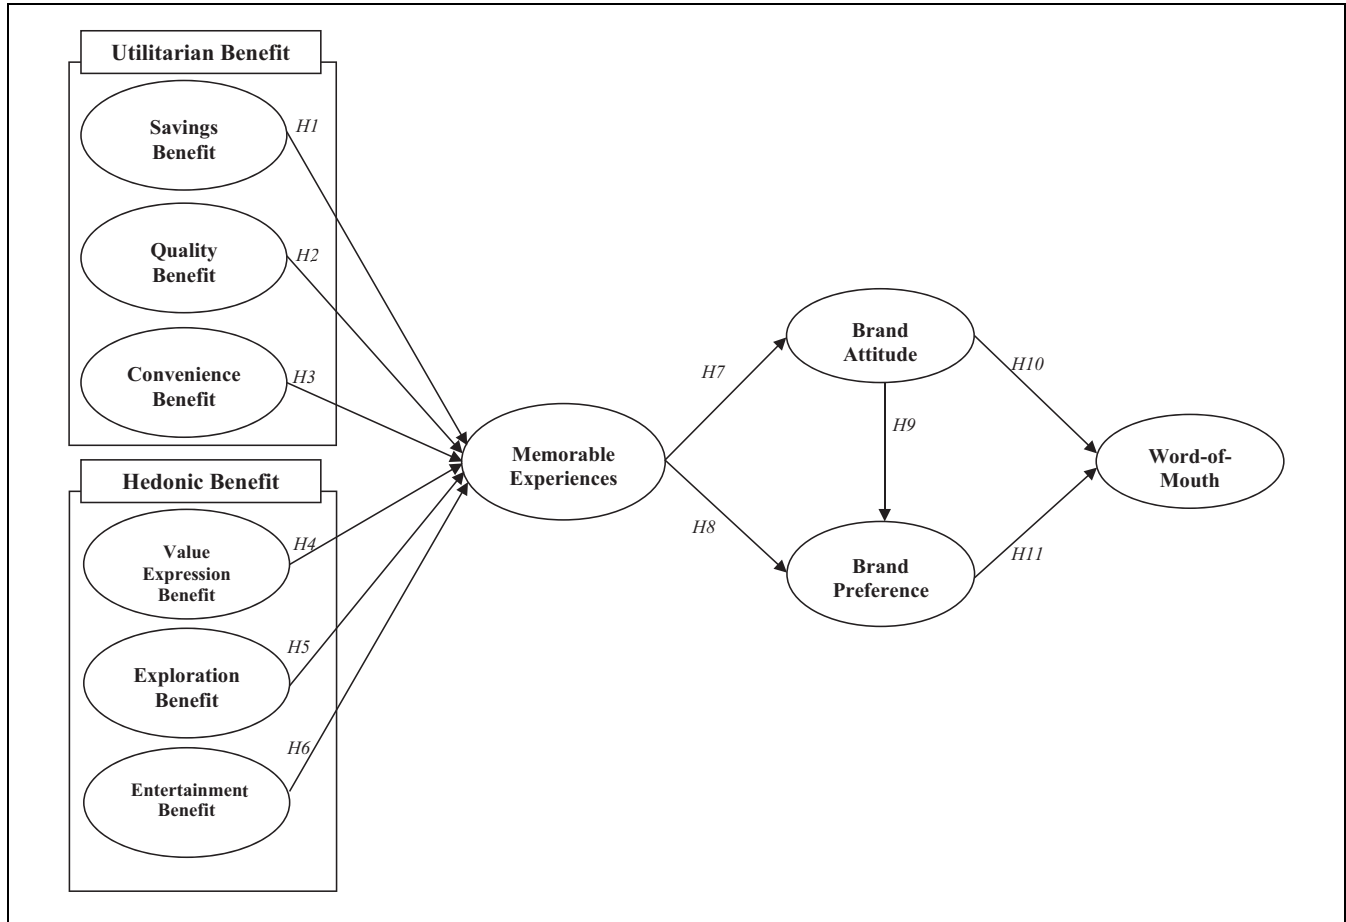 Utilitarian Benefit
Savings
Benefit
H1
Quality
Benefit
H2
Convenience
Benefit
H3
Hedonic Benefit
Value
Expression
Benefit
H4
Exploration
Benefit
H5
Entertainment
Benefit
H6
Memorable
Experiences
H7
H8
Brand
Attitude
H9
Brand
Preference
H10
H11
Word-of-
Mouth